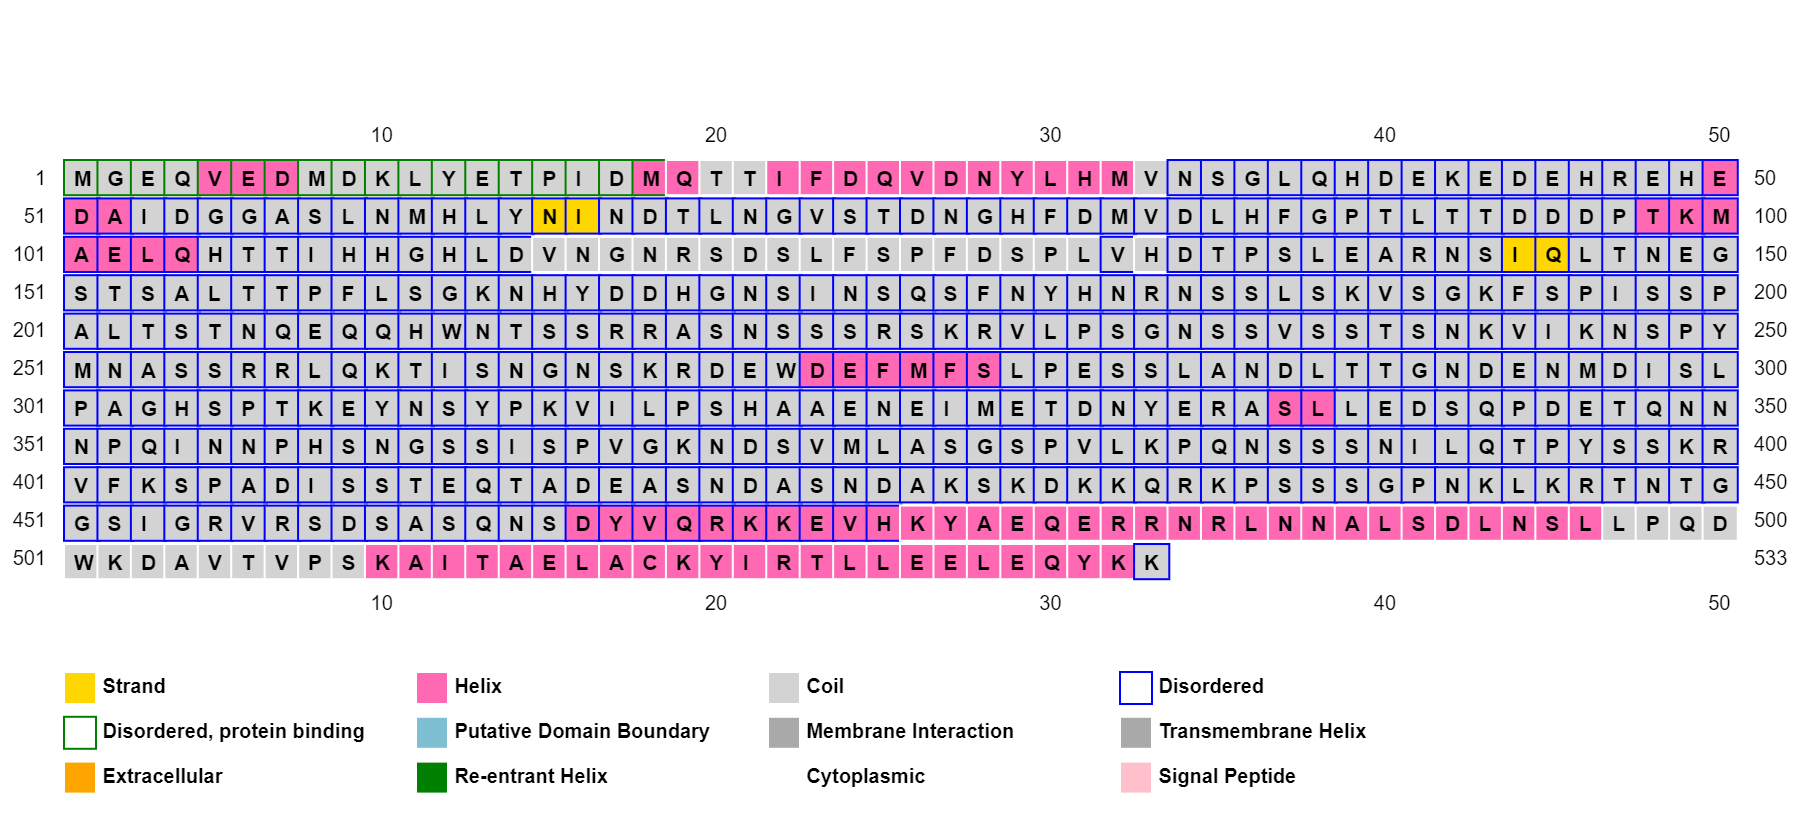 10 20 30 40 50
1 M G E Q V E D M D K L Y E T P I D M Q T T I F D Q V D N Y L H M V N S G L Q H D E K E D E H R E H E 50
51 D A I D G G A S L N M H L Y N I N D T L N G V S T D N G H F D M V D L H F G P T L T T D D D P T K M 100
101 A E L Q H T T I H H G H L D V N G N R S D S L F S P F D S P L V H D T P S L E A R N S I Q L T N E G 150
151 S T S A L T T P F L S G K N H Y D D H G N S I N S Q S F N Y H N R N S S L S K V S G K F S P I S S P 200
201 A L T S T N Q E Q Q H W N T S S R R A S N S S S R S K R V L P S G N S S V S S T S N K V I K N S P Y 250
251 M N A S S R R L Q K T I S N G N S K R D E W D E F M F S L P E S S L A N D L T T G N D E N M D I S L 300
301 P A G H S P T K E Y N S Y P K V I L P S H A A E N E I M E T D N Y E R A S L L E D S Q P D E T Q N N 350
351 N P Q I N N P H S N G S S I S P V G K N D S V M L A S G S P V L K P Q N S S S N I L Q T P Y S S K R 400
401 V F K S P A D I S S T E Q T A D E A S N D A S N D A K S K D K K Q R K P S S S G P N K L K R T N T G 450
451 G S I G R V R S D S A S Q N S D Y V Q R K K E V H K Y A E Q E R R N R L N N A L S D L N S L L P Q D 500
501 W K D A V T V P S K A I T A E L A C K Y I R T L L E E L E Q Y K K 533
10 20 30 40 50
Strand Helix Coil Disordered
Disordered, protein binding Putative Domain Boundary Membrane Interaction Transmembrane Helix
Extracellular Re-entrant Helix Cytoplasmic Signal Peptide